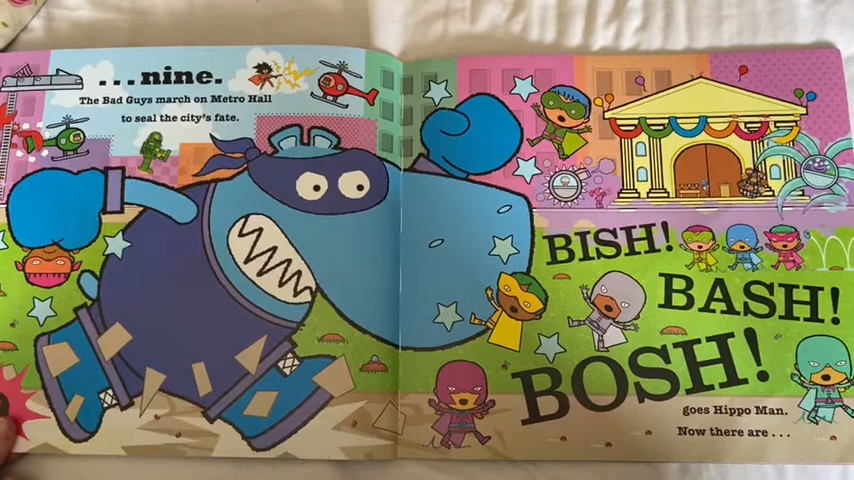 ...nine.
The Bad Guys march on Metro Hall
to seal the city's fate.
BISH!
BASH!
BOSH!
goes Hippo Man.
Now there are...